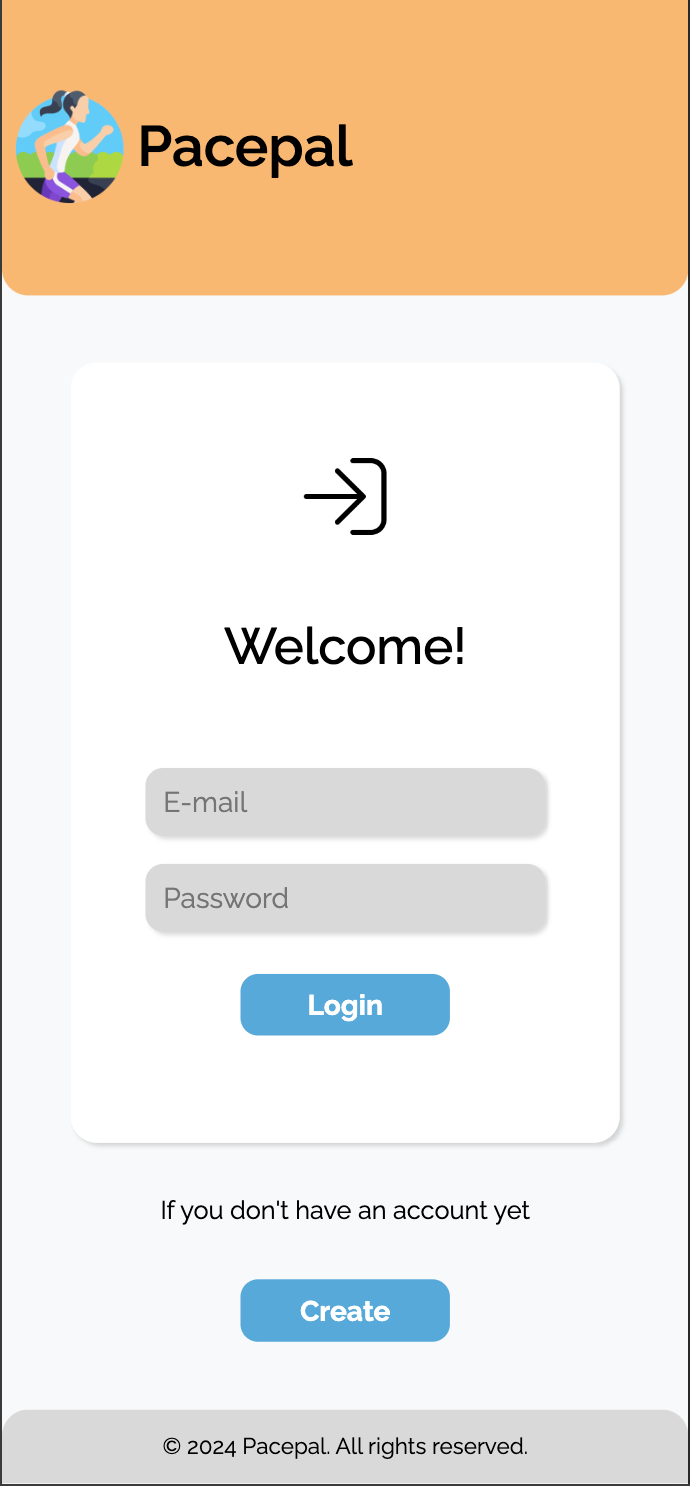 Pacepal
Welcome!
E-mail
Password
Login
If you don't have an account yet
Create
© 2024 Pacepal. All rights reserved.